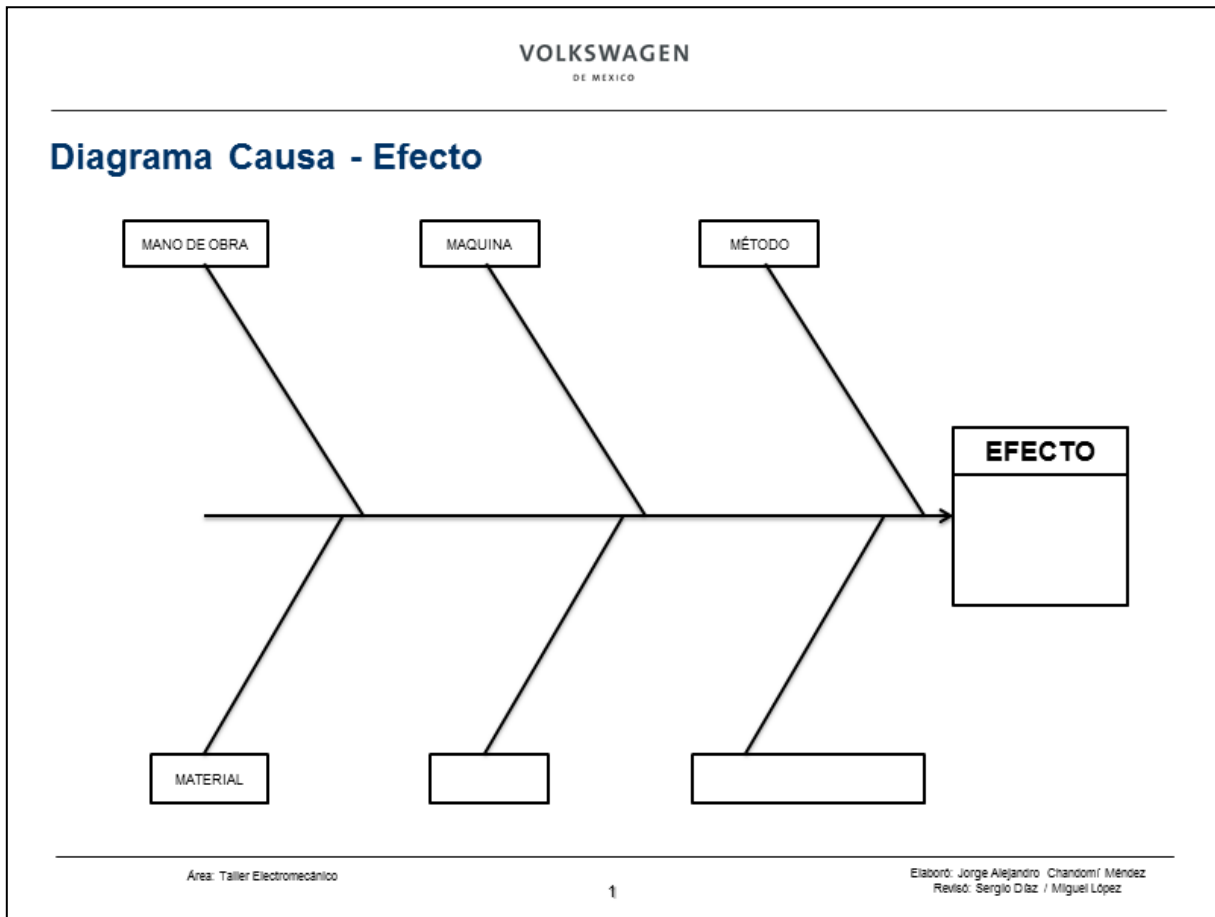 VOLKSWAGEN
DE MEXICO
Diagrama Causa - Efecto
MANO DE OBRA
MAQUINA
MÉTODO
EFECTO
MATERIAL
Área: Taller Electromecánico
1
Elaboró: Jorge Alejandro Chandomí Méndez
Revisó: Sergio Díaz / Miguel López